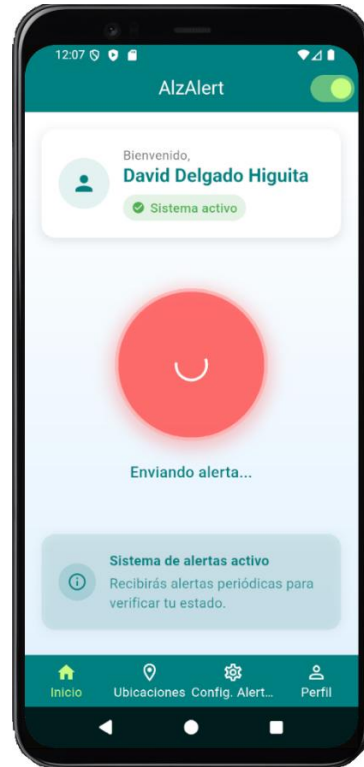 12:07
AlzAlert
Bienvenido,
David Delgado Higuita
Sistema activo
Enviando alerta...
Sistema de alertas activo
Recibirás alertas periódicas para
verificar tu estado.
Inicio Ubicaciones Config. Alert... Perfil